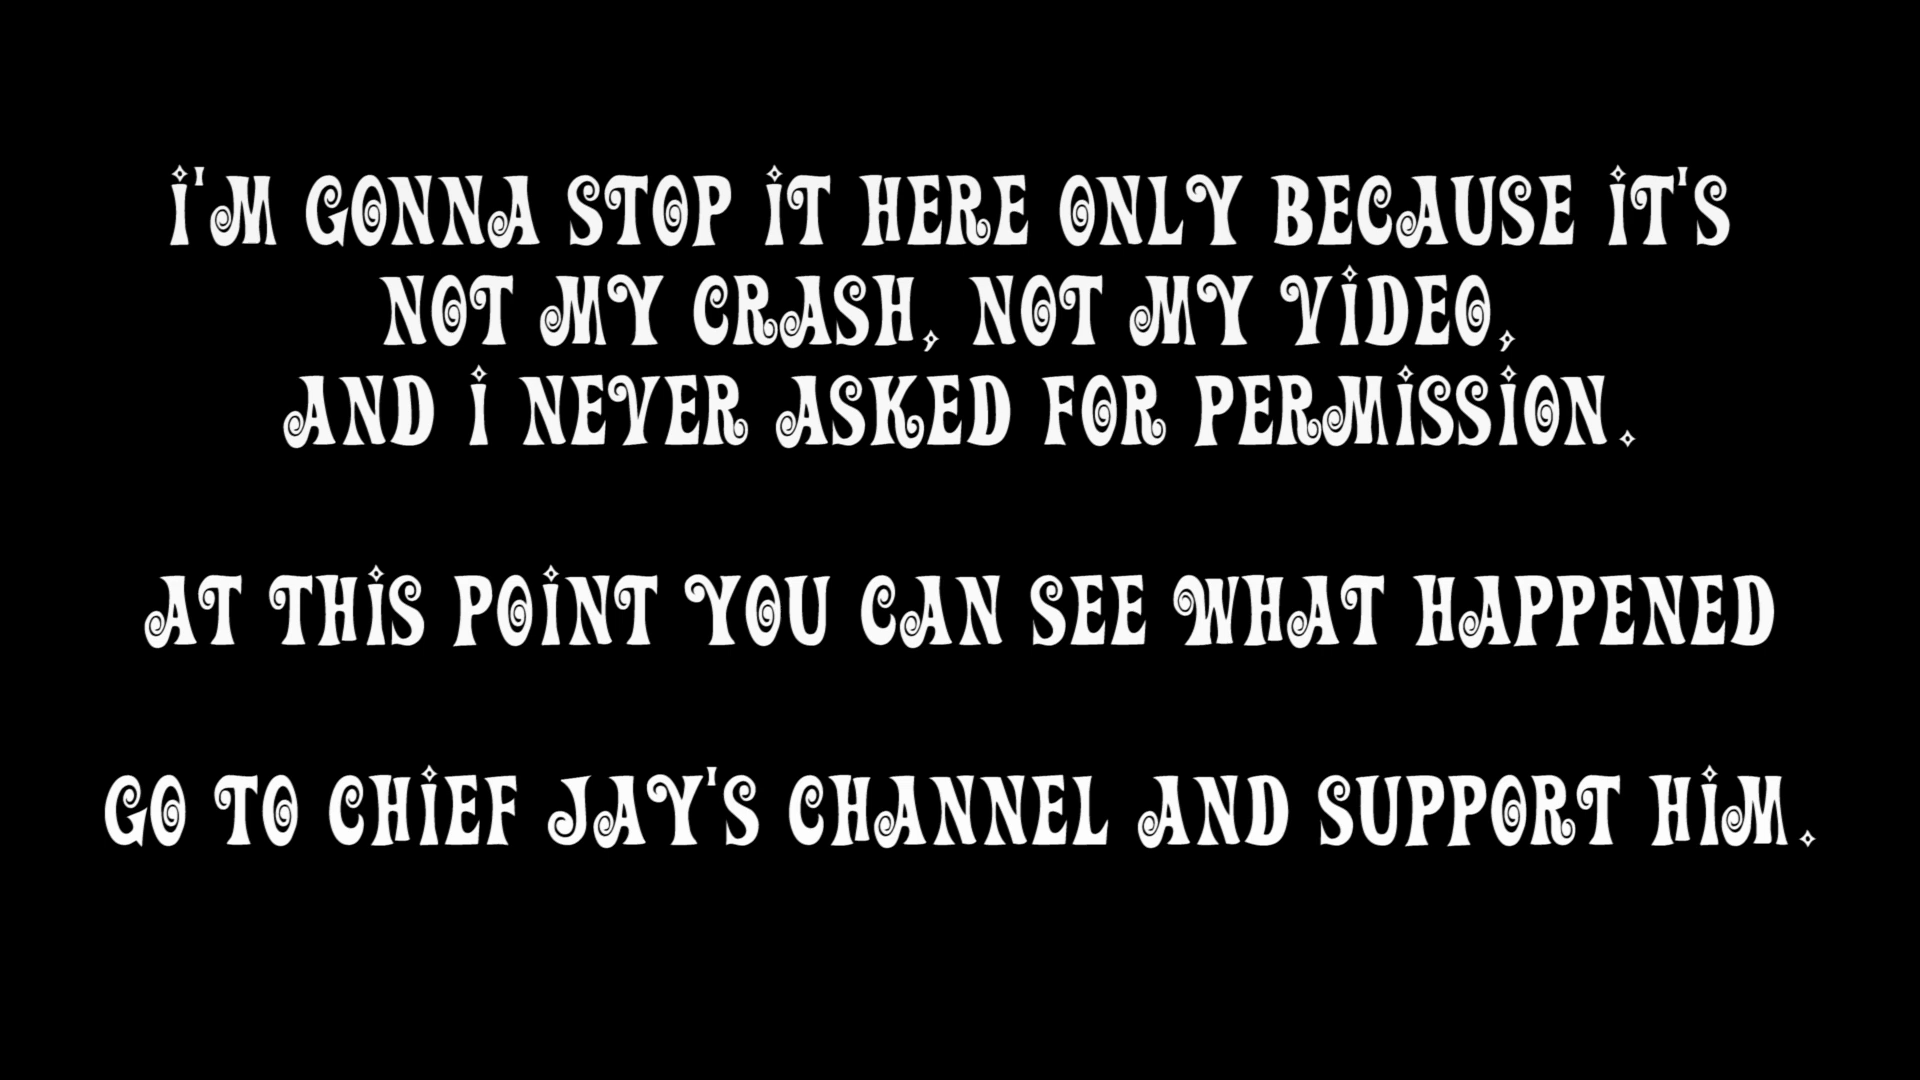 I'M GONNA STOP IT HERE ONLY BECAUSE IT'S
NOT MY CRASH, NOT MY VIDEO,
AND I NEVER ASKED FOR PERMISSION.
AT THIS POINT YOU CAN SEE WHAT HAPPENED
GO TO CHIEF JAY'S CHANNEL AND SUPPORT HIM.